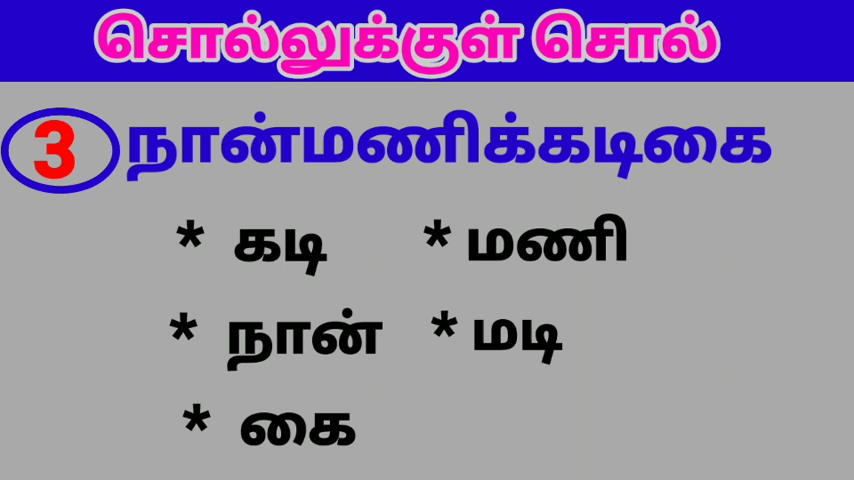 சொல்லுக்குள் சொல்
3 நான்மணிக்கடிகை
* கடி * மணி
* நான் * மடி
* கை